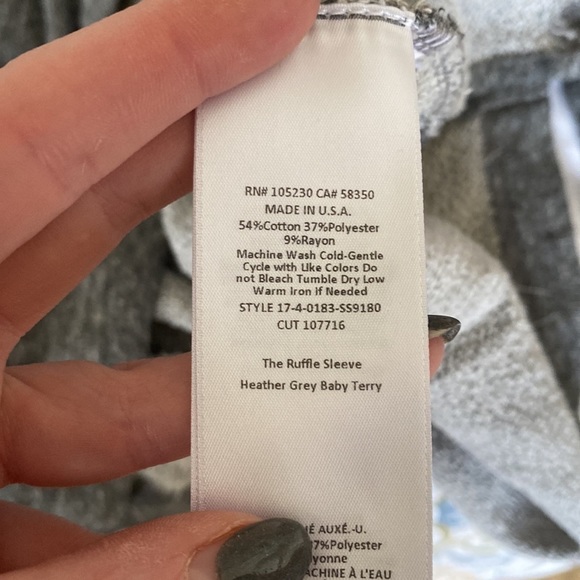 RN# 105230 CA# 58350
MADE IN U.S.A.
54%Cotton 37%Polyester
9%Rayon
Machine Wash Cold-Gentle
Cycle with Like Colors Do
not Bleach Tumble Dry Low
Warm Iron if Needed
STYLE 17-4-0183-SS9180
CUT 107716
The Ruffle Sleeve
Heather Grey Baby Terry
AUXÉ.-U.
37%Polyester
À L'EAU